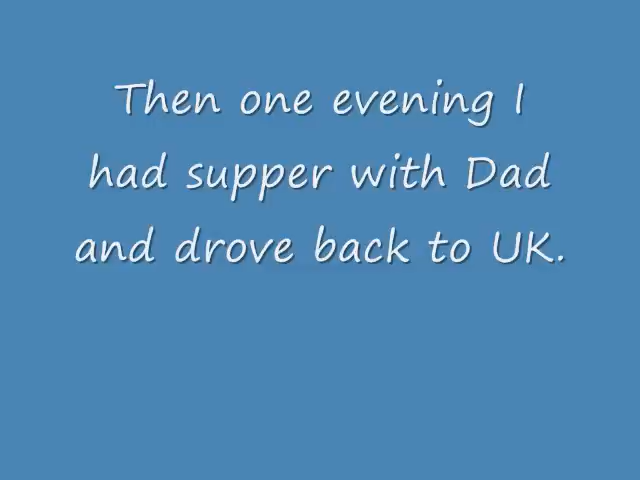 Then one evening I
had supper with Dad
and drove back to UK.